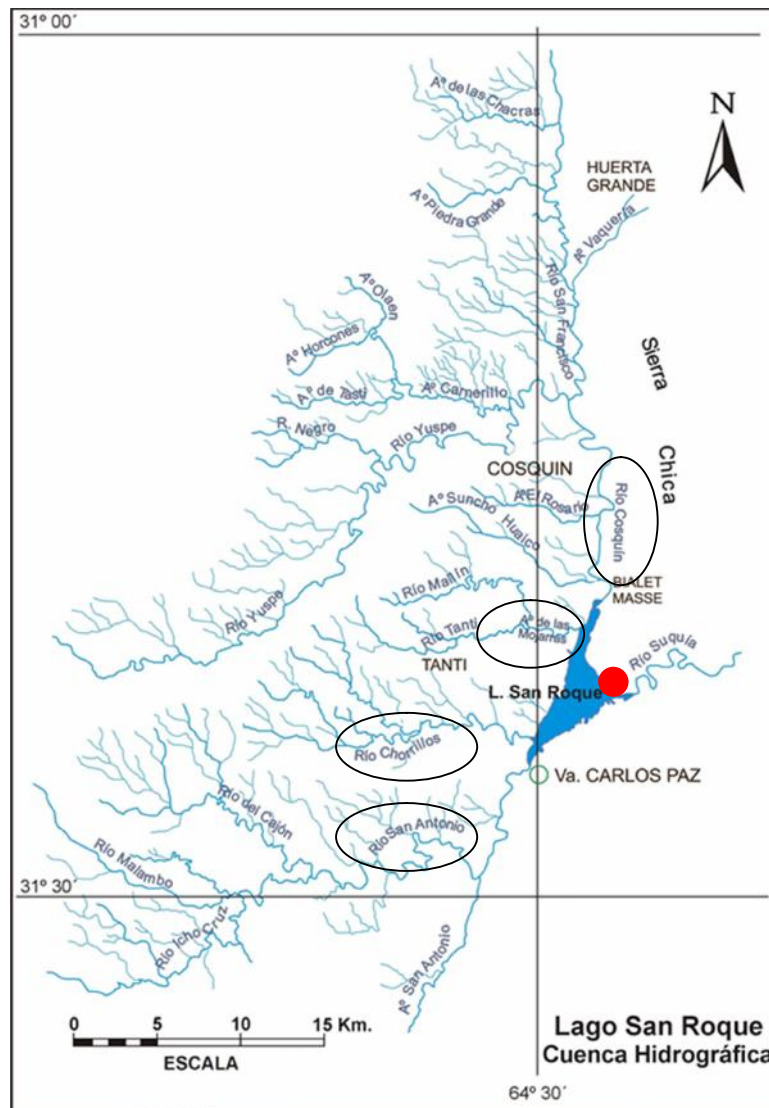 31º 00´
Aº de las Chacras
N
HUERTA
GRANDE
Aº Piedra Grande
Aº Vaquería
Río San Francisco
Aº Olaen
Aº Horcones
Sierra
Chica
Aº de Tasti
Aº Carnerillo
R. Negro
Río Yuspe
COSQUIN
Aº El Rosario
Río Cosquín
Aº Suncho Huaico
Río Mallín
BIALET
MASSE
Río Yuspe
Río Tanti
Aº de las
Mojarras
Río Suquía
TANTI
L. San Roque
Río Chorrillos
Va. CARLOS PAZ
Río del Cajón
Río San Antonio
Río Malambo
31º 30´
Río Icho Cruz
Aº San Antonio
0 5 10 15 Km.
ESCALA
Lago San Roque
Cuenca Hidrográfica
64º 30´